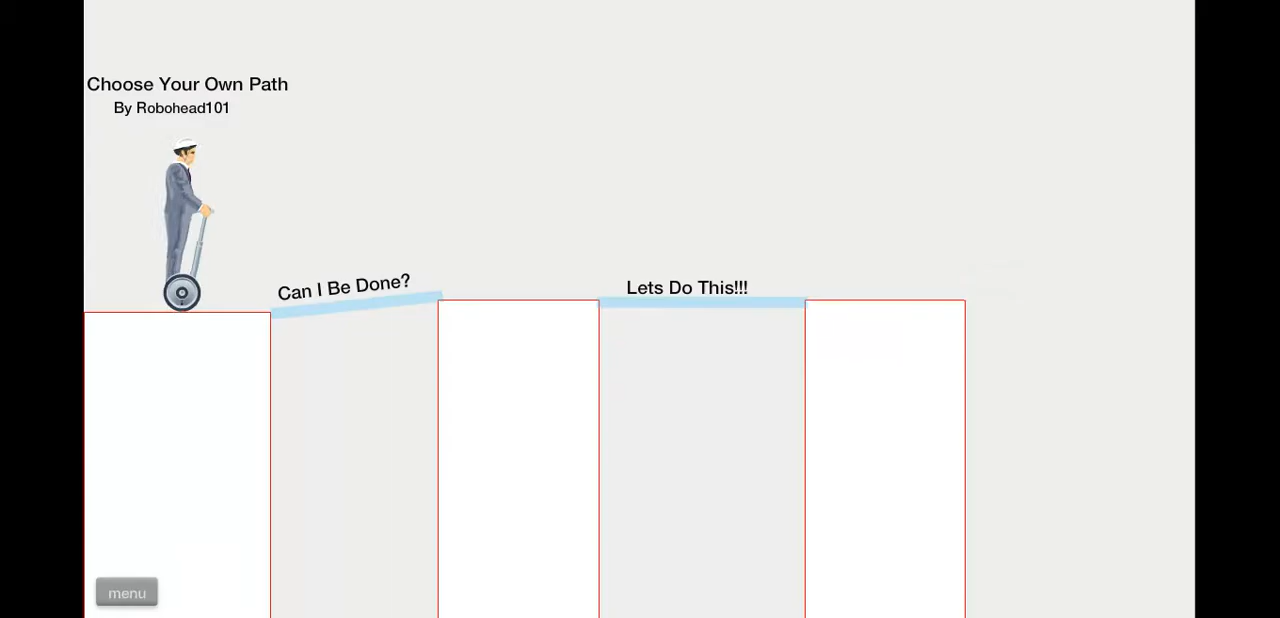 Choose Your Own Path
By Robohead101
Can I Be Done?
Lets Do This!!!
menu